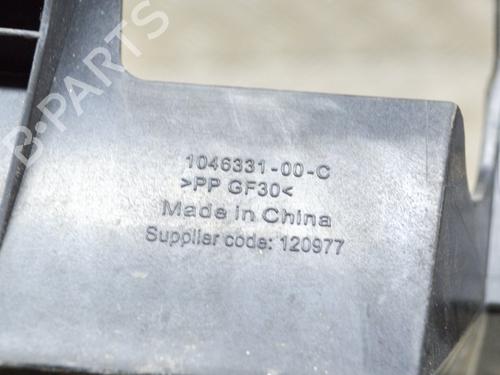 B-PARTS
1046331-00-C
>PP GF30<
Made in China
Supplier code: 120977